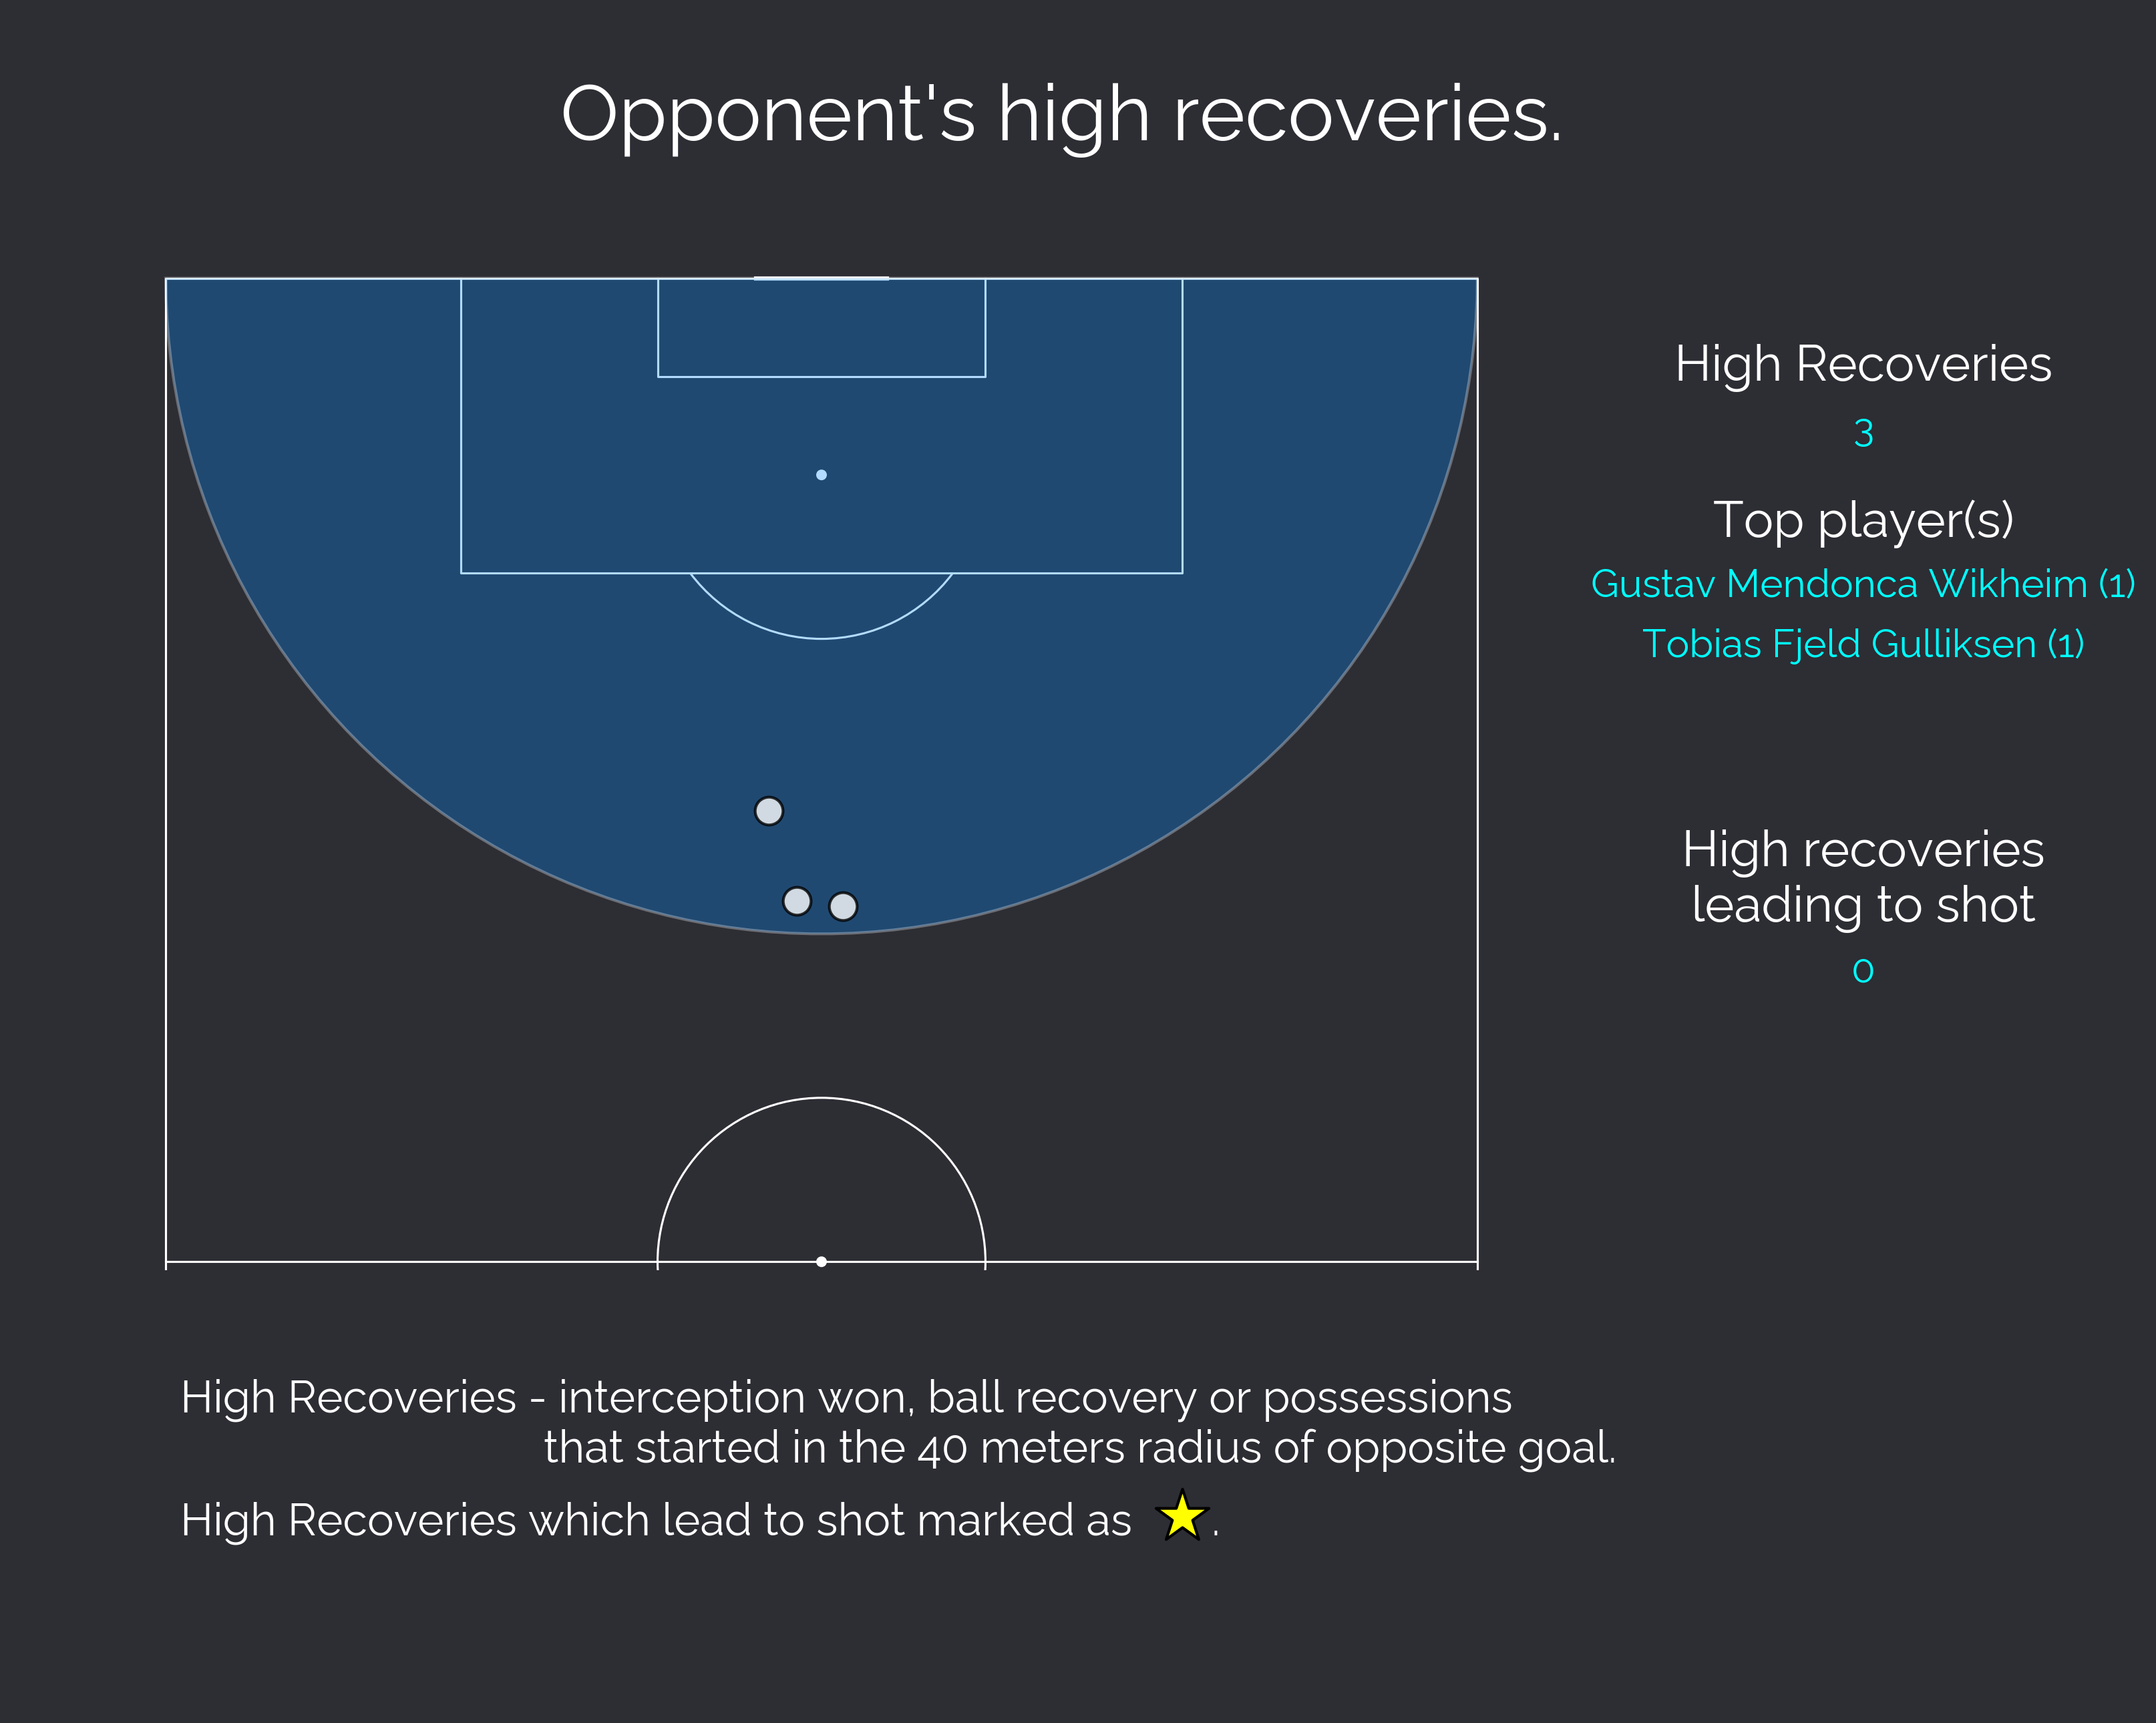 Opponent's high recoveries.
High Recoveries
3
Top player(s)
Gustav Mendonca Wikheim (1)
Tobias Fjeld Gulliksen (1)
High recoveries
leading to shot
0
High Recoveries - interception won, ball recovery or possessions
that started in the 40 meters radius of opposite goal.
High Recoveries which lead to shot marked as .